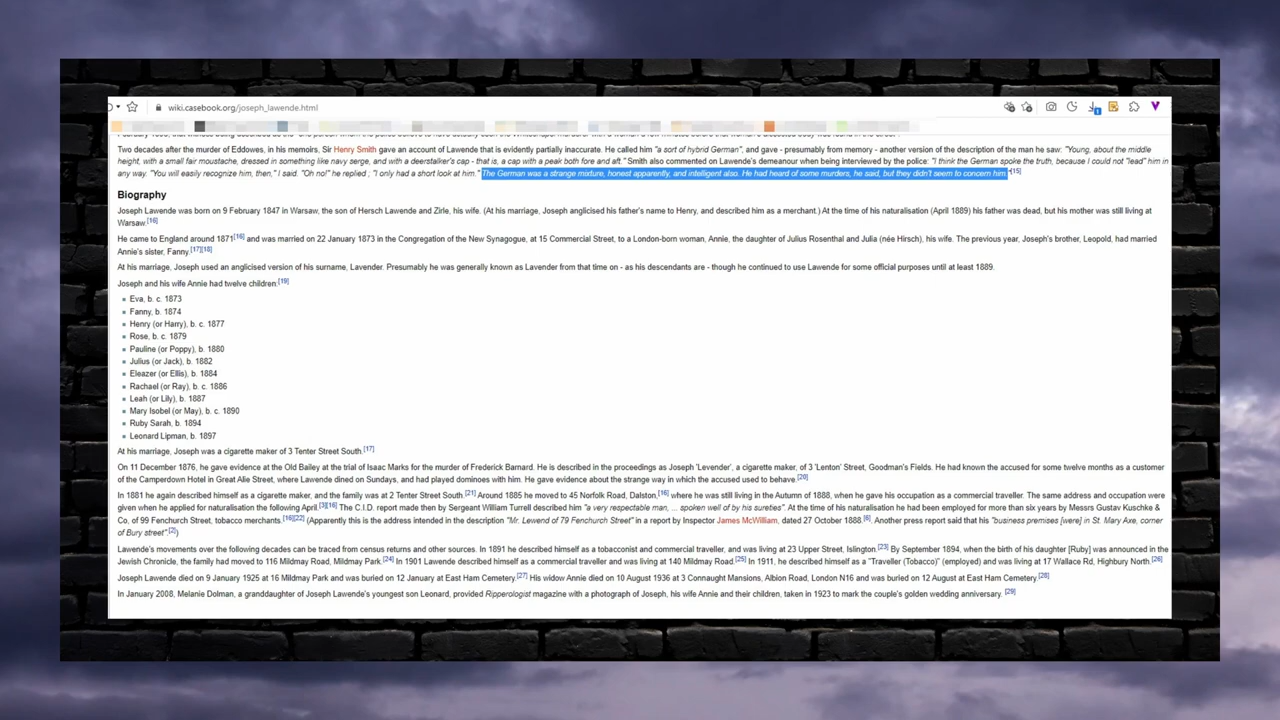 wiki.casebook.org/joseph_lawende.html
Two decades after the murder of Eddowes, in his memoirs, Sir Henry Smith gave an account of Lawende that is evidently partially inaccurate. He called him "a sort of hybrid German", and gave - presumably from memory - another version of the description of the man he saw: "Young, about the middle
height, with a small fair moustache, dressed in something like navy serge, and with a deerstalker's cap - that is, a cap with a peak both fore and aft." Smith also commented on Lawende's demeanour when being interviewed by the police: "I think the German spoke the truth, because I could not "lead" him in
any way. "You will easily recognize him, then," I said. "Oh no!" he replied ; "I only had a short look at him." The German was a strange mixture, honest apparently, and intelligent also. He had heard of some murders, he said, but they didn't seem to concern him."[15]
Biography
Joseph Lawende was born on 9 February 1847 in Warsaw, the son of Hersch Lawende and Zirle, his wife. (At his marriage, Joseph anglicised his father's name to Henry, and described him as a merchant.) At the time of his naturalisation (April 1889) his father was dead, but his mother was still living at
Warsaw.[16]
He came to England around 1871[16] and was married on 22 January 1873 in the Congregation of the New Synagogue, at 15 Commercial Street, to a London-born woman, Annie, the daughter of Julius Rosenthal and Julia (née Hirsch), his wife. The previous year, Joseph's brother, Leopold, had married
Annie's sister, Fanny.[17][18]
At his marriage, Joseph used an anglicised version of his surname, Lavender. Presumably he was generally known as Lavender from that time on - as his descendants are - though he continued to use Lawende for some official purposes until at least 1889.
Joseph and his wife Annie had twelve children:[19]
Eva, b. c. 1873
Fanny, b. 1874
Henry (or Harry), b. c. 1877
Rose, b. c. 1879
Pauline (or Poppy), b. 1880
Julius (or Jack), b. 1882
Eleazer (or Ellis), b. 1884
Rachael (or Ray), b. c. 1886
Leah (or Lily), b. 1887
Mary Isobel (or May), b. c. 1890
Ruby Sarah, b. 1894
Leonard Lipman, b. 1897
At his marriage, Joseph was a cigarette maker of 3 Tenter Street South.[17]
On 11 December 1876, he gave evidence at the Old Bailey at the trial of Isaac Marks for the murder of Frederick Barnard. He is described in the proceedings as Joseph 'Levender', a cigarette maker, of 3 'Lenton' Street, Goodman's Fields. He had known the accused for some twelve months as a customer
of the Camperdown Hotel in Great Alie Street, where Lawende dined on Sundays, and had played dominoes with him. He gave evidence about the strange way in which the accused used to behave.[20]
In 1881 he again described himself as a cigarette maker, and the family was at 2 Tenter Street South.[21] Around 1885 he moved to 45 Norfolk Road, Dalston,[16] where he was still living in the Autumn of 1888, when he gave his occupation as a commercial traveller. The same address and occupation were
given when he applied for naturalisation the following April.[3][16] The C.I.D. report made then by Sergeant William Turrell described him "a very respectable man, ... spoken well of by his sureties". At the time of his naturalisation he had been employed for more than six years by Messrs Gustav Kuschke &
Co, of 99 Fenchurch Street, tobacco merchants.[16][22] (Apparently this is the address intended in the description "Mr. Lewend of 79 Fenchurch Street" in a report by Inspector James McWilliam, dated 27 October 1888.[6] Another press report said that his "business premises [were] in St. Mary Axe, corner
of Bury street".[2])
Lawende's movements over the following decades can be traced from census returns and other sources. In 1891 he described himself as a tobacconist and commercial traveller, and was living at 23 Upper Street, Islington.[23] By September 1894, when the birth of his daughter [Ruby] was announced in the
Jewish Chronicle, the family had moved to 116 Mildmay Road, Mildmay Park.[24] In 1901 Lawende described himself as a commercial traveller and was living at 140 Mildmay Road.[25] In 1911, he described himself as a "Traveller (Tobacco)" (employed) and was living at 17 Wallace Rd, Highbury North.[26]
Joseph Lawende died on 9 January 1925 at 16 Mildmay Park and was buried on 12 January at East Ham Cemetery.[27] His widow Annie died on 10 August 1936 at 3 Connaught Mansions, Albion Road, London N16 and was buried on 12 August at East Ham Cemetery.[28]
In January 2008, Melanie Dolman, a granddaughter of Joseph Lawende's youngest son Leonard, provided Ripperologist magazine with a photograph of Joseph, his wife Annie and their children, taken in 1923 to mark the couple's golden wedding anniversary. [29]